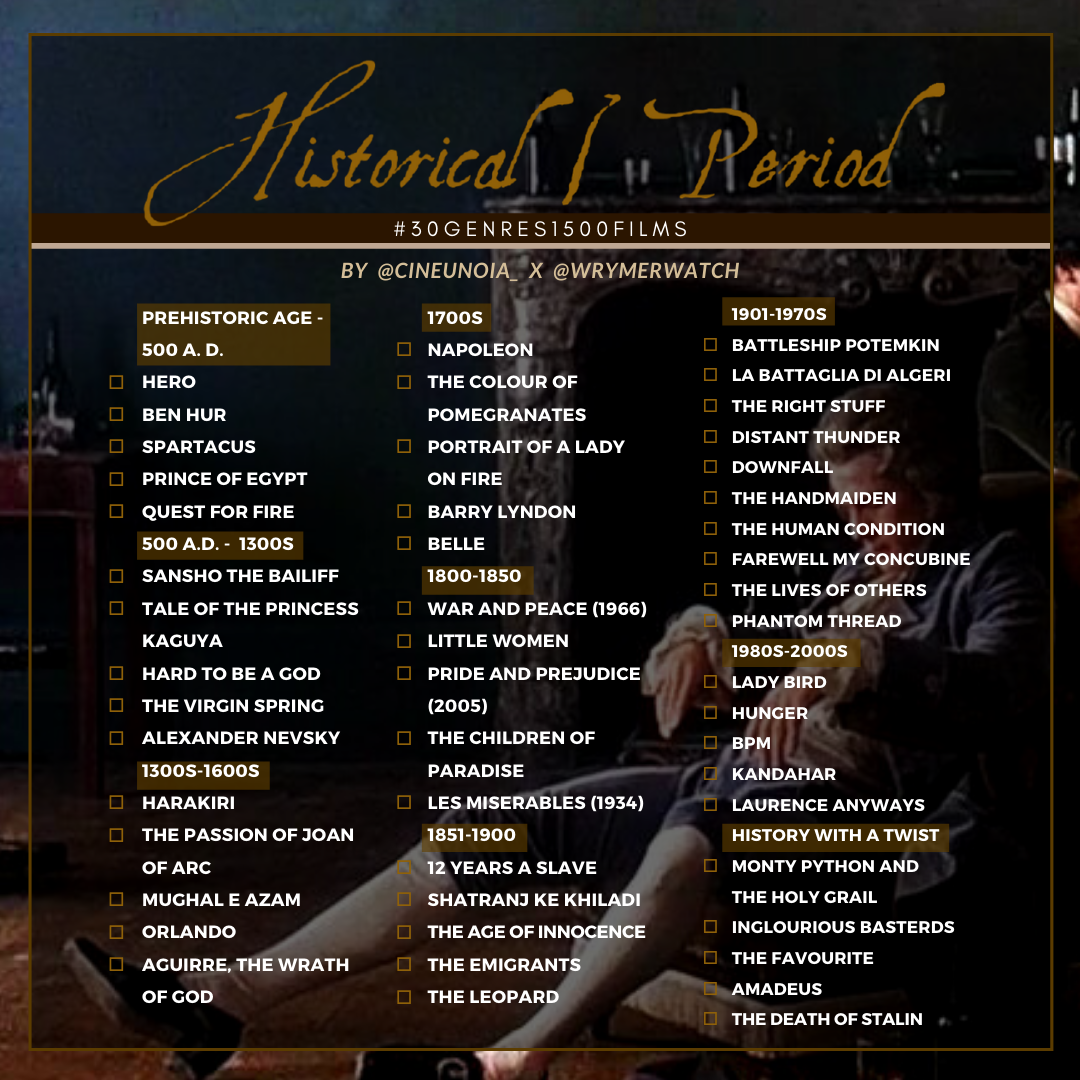 Historical / Period
#30GENRES1500FILMS
BY @CINEUNOIA_ X @WRYMERWATCH
PREHISTORIC AGE -
500 A. D.
HERO
BEN HUR
SPARTACUS
PRINCE OF EGYPT
QUEST FOR FIRE
500 A.D. - 1300S
SANSHO THE BAILIFF
TALE OF THE PRINCESS
KAGUYA
HARD TO BE A GOD
THE VIRGIN SPRING
ALEXANDER NEVSKY
1300S-1600S
HARAKIRI
THE PASSION OF JOAN
OF ARC
MUGHAL E AZAM
ORLANDO
AGUIRRE, THE WRATH
OF GOD
1700S
NAPOLEON
THE COLOUR OF
POMEGRANATES
PORTRAIT OF A LADY
ON FIRE
BARRY LYNDON
BELLE
1800-1850
WAR AND PEACE (1966)
LITTLE WOMEN
PRIDE AND PREJUDICE
(2005)
THE CHILDREN OF
PARADISE
LES MISERABLES (1934)
1851-1900
12 YEARS A SLAVE
SHATRANJ KE KHILADI
THE AGE OF INNOCENCE
THE EMIGRANTS
THE LEOPARD
1901-1970S
BATTLESHIP POTEMKIN
LA BATTAGLIA DI ALGERI
THE RIGHT STUFF
DISTANT THUNDER
DOWNFALL
THE HANDMAIDEN
THE HUMAN CONDITION
FAREWELL MY CONCUBINE
THE LIVES OF OTHERS
PHANTOM THREAD
1980S-2000S
LADY BIRD
HUNGER
BPM
KANDAHAR
LAURENCE ANYWAYS
HISTORY WITH A TWIST
MONTY PYTHON AND
THE HOLY GRAIL
INGLOURIOUS BASTERDS
THE FAVOURITE
AMADEUS
THE DEATH OF STALIN